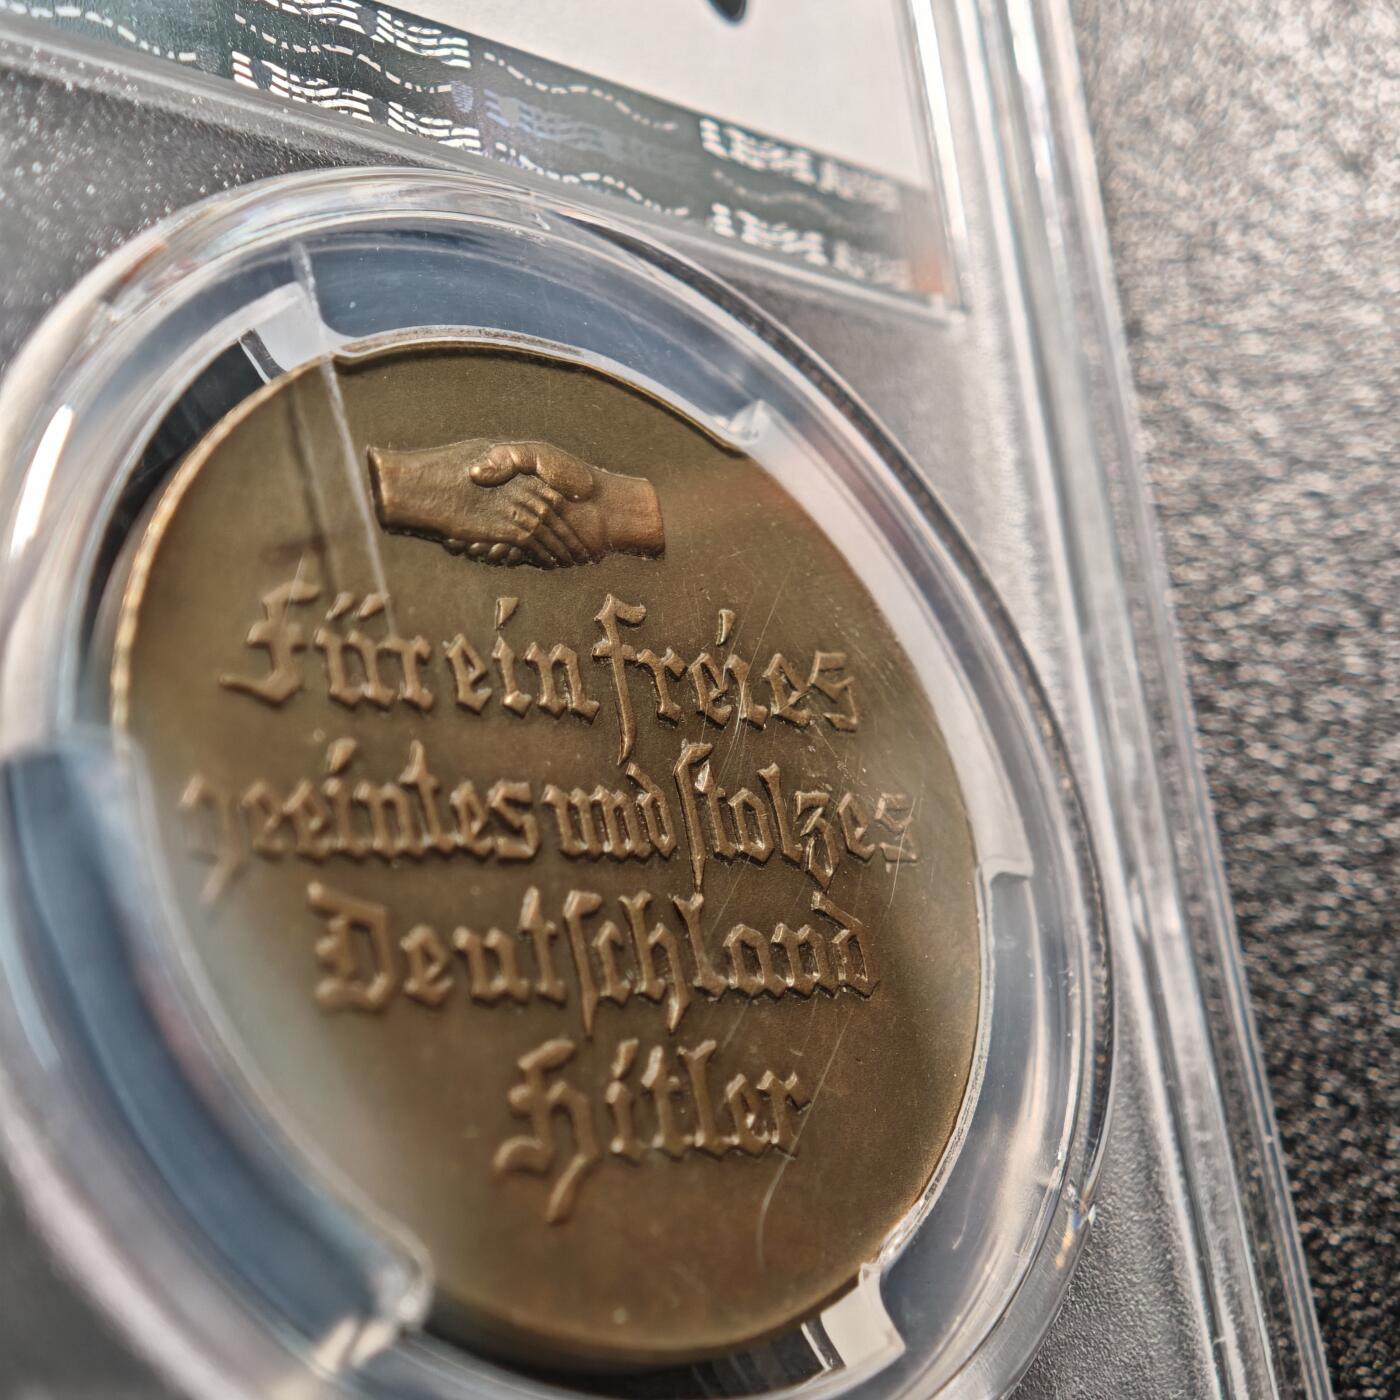 Für ein freies
geeintes und stolzes
Deutschland
Hitler